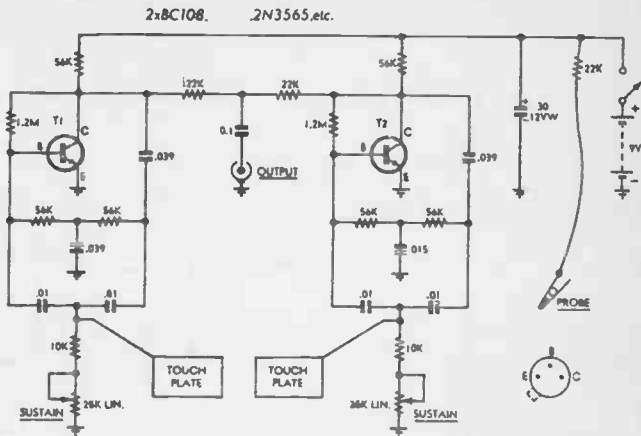 2xBC108, ,2N3565,etc.
56K
56K
22K
22K
22K
T1
T2
1.2M
1.2M
C
C
B
B
E
E
0.1
30
12VW
+
+
9V
-
.039
.039
OUTPUT
56K
56K
56K
56K
.039
.015
.01
.01
.01
.01
PROBE
10K
10K
TOUCH
PLATE
TOUCH
PLATE
B
E
C
25K LIN.
25K LIN.
SUSTAIN
SUSTAIN